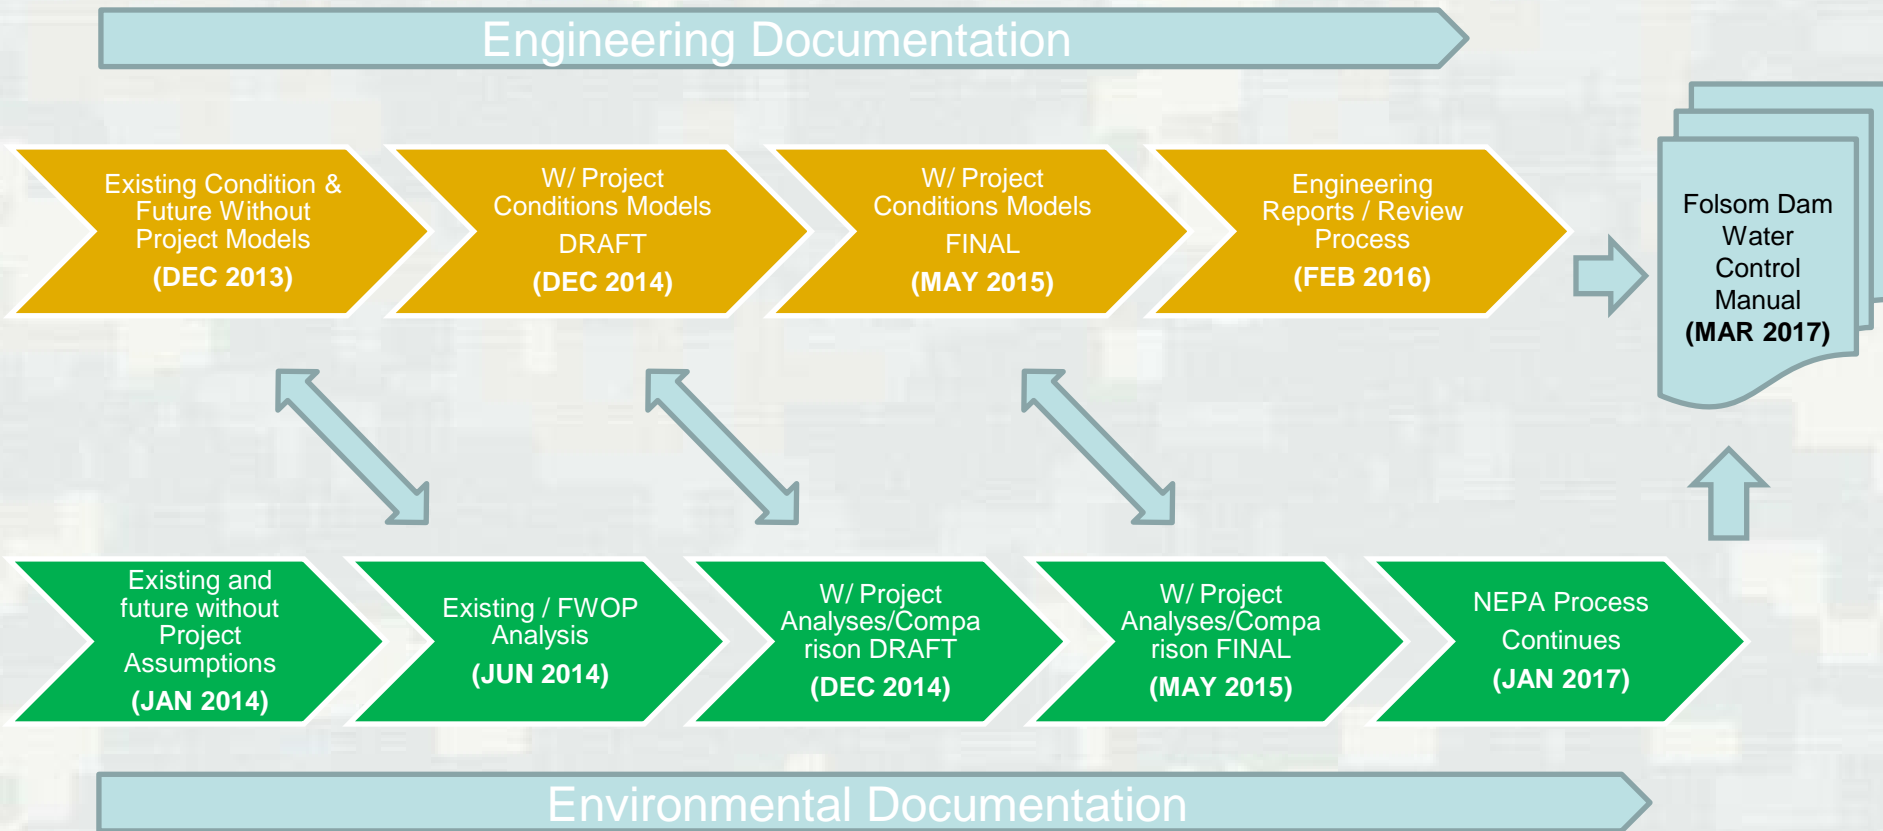 Engineering Documentation
Existing Condition &
Future Without
Project Models
(DEC 2013)
W/ Project
Conditions Models
DRAFT
(DEC 2014)
W/ Project
Conditions Models
FINAL
(MAY 2015)
Engineering
Reports / Review
Process
(FEB 2016)
Folsom Dam
Water
Control
Manual
(MAR 2017)
Existing and
future without
Project
Assumptions
(JAN 2014)
Existing / FWOP
Analysis
(JUN 2014)
W/ Project
Analyses/Compa
rison DRAFT
(DEC 2014)
W/ Project
Analyses/Compa
rison FINAL
(MAY 2015)
NEPA Process
Continues
(JAN 2017)
Environmental Documentation